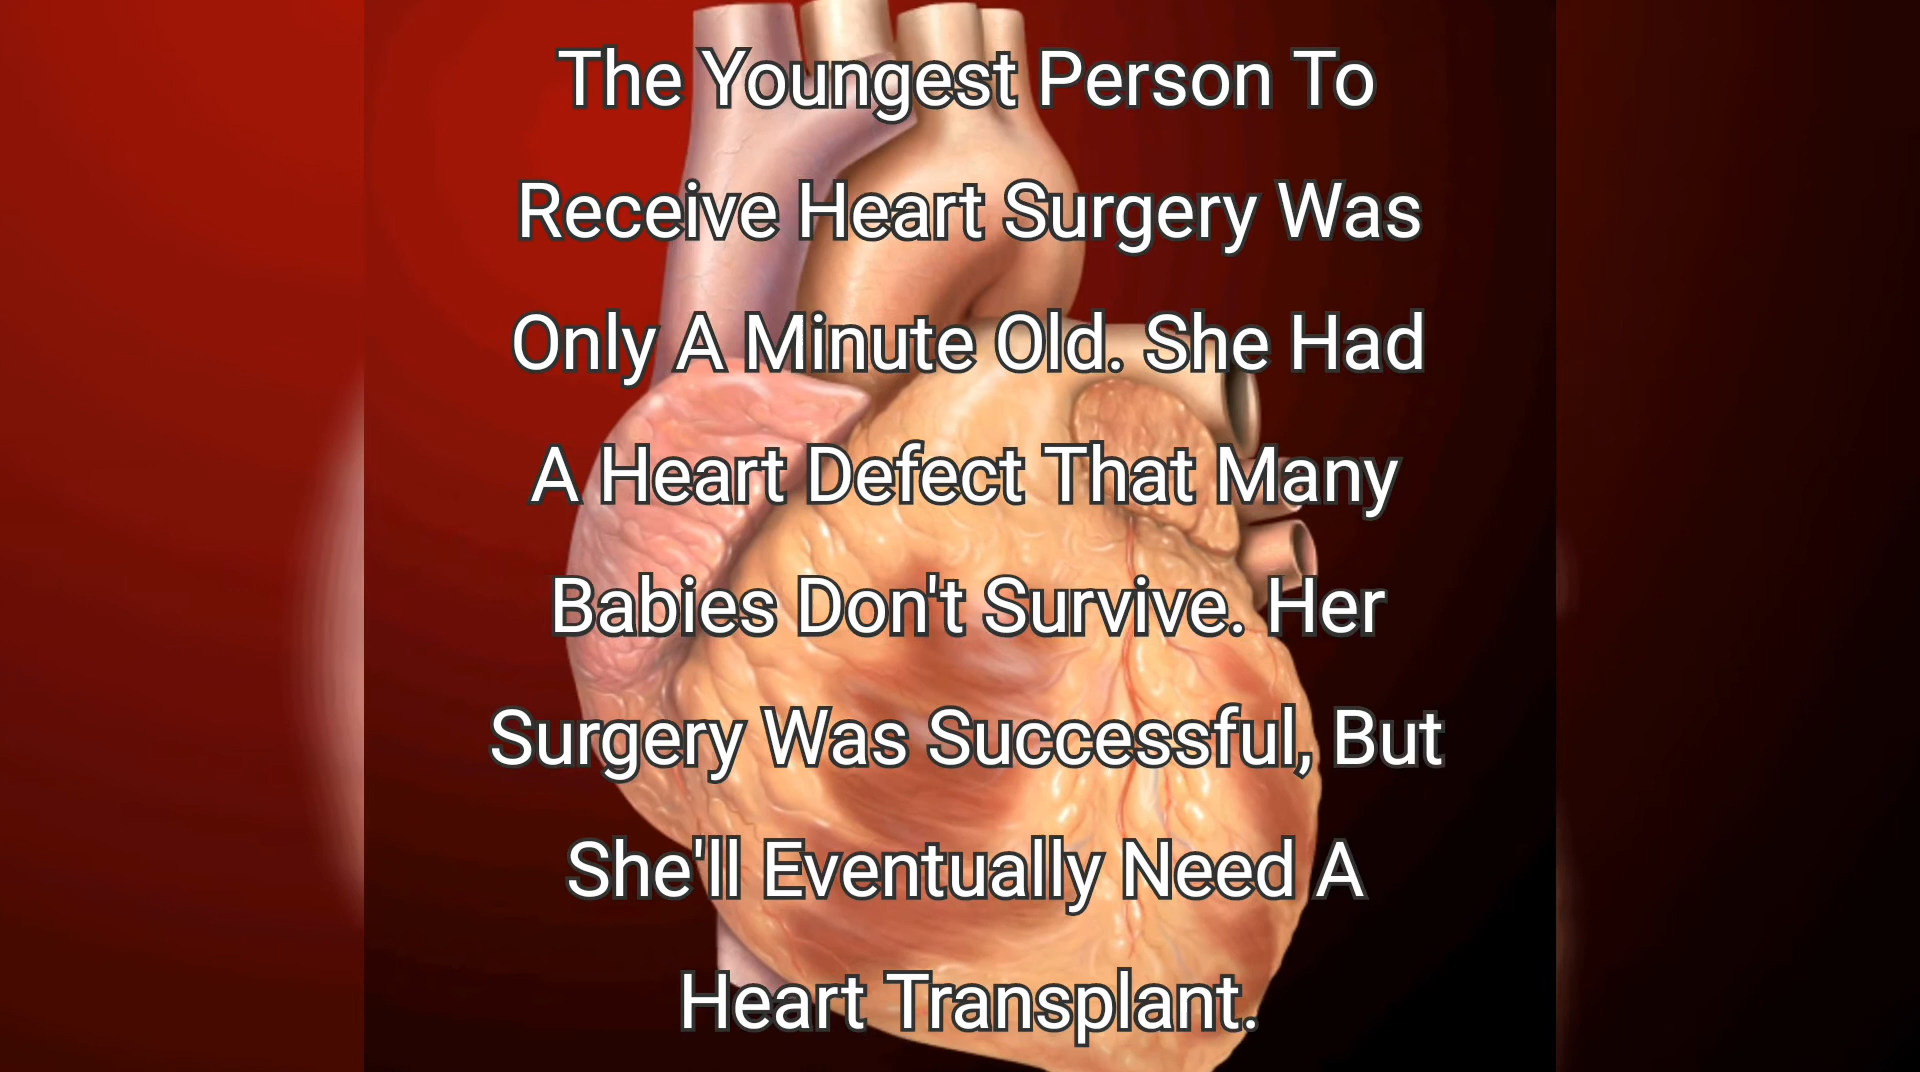 The Youngest Person To
Receive Heart Surgery Was
Only A Minute Old. She Had
A Heart Defect That Many
Babies Don't Survive. Her
Surgery Was Successful, But
She'll Eventually Need A
Heart Transplant.